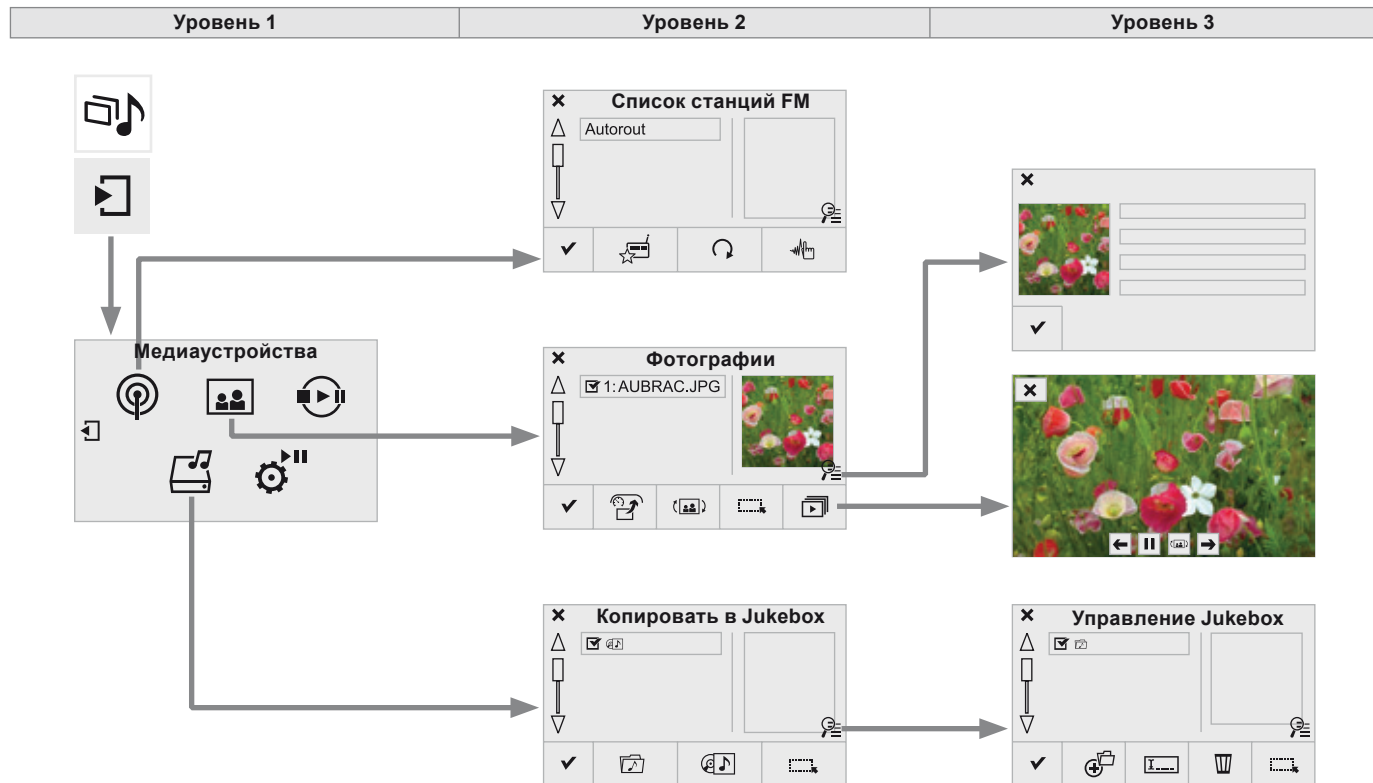 Уровень 1
Уровень 2
Уровень 3
Список станций FM
Autorout
Медиаустройства
Фотографии
1: AUBRAC.JPG
Копировать в Jukebox
Управление Jukebox